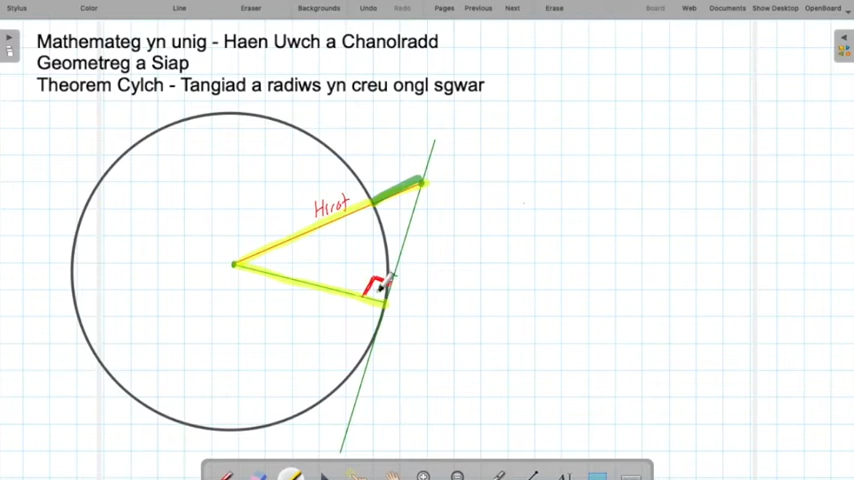 Stylus Color Line Eraser Backgrounds Undo Redo Pages Previous Next Erase Board Web Documents Show Desktop OpenBoard
Mathemateg yn unig - Haen Uwch a Chanolradd
Geometreg a Siap
Theorem Cylch - Tangiad a radiws yn creu ongl sgwar
Hiraf